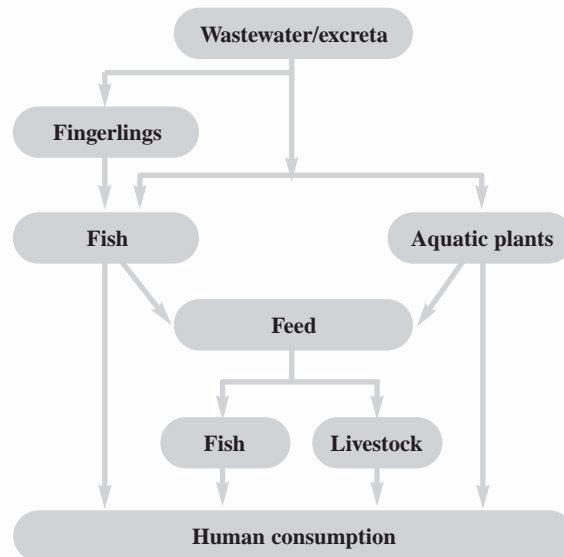 Wastewater/excreta
Fingerlings
Fish
Aquatic plants
Feed
Fish
Livestock
Human consumption